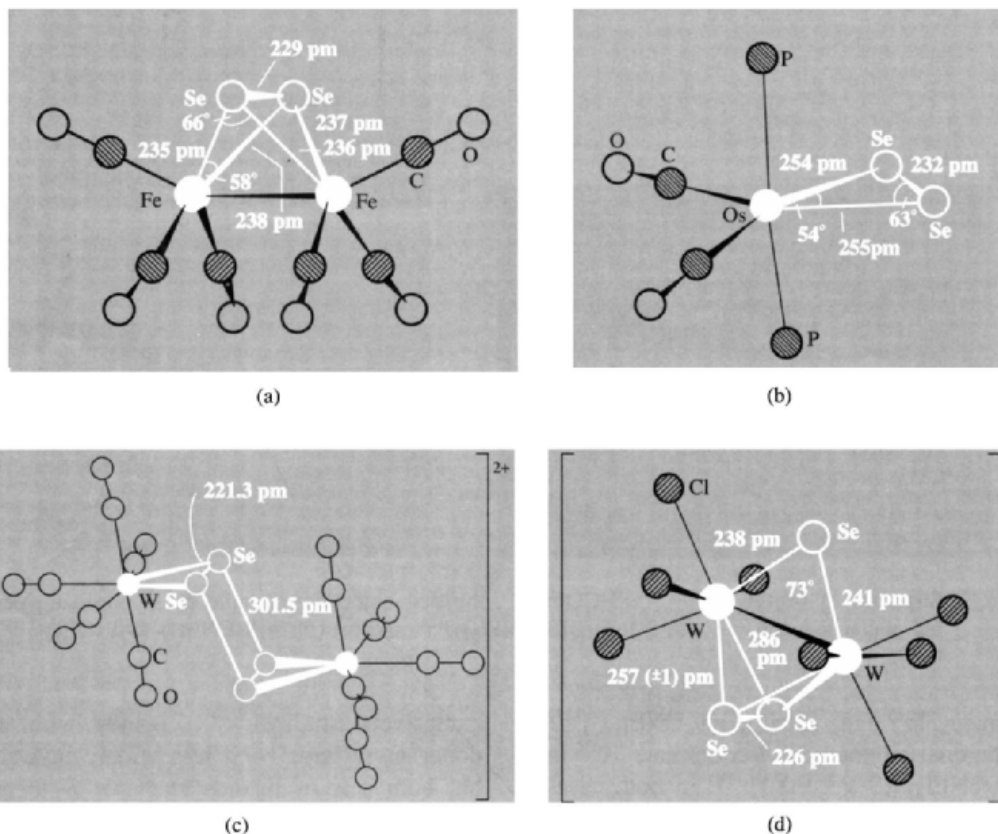 229 pm
Se
Se
66°
235 pm
237 pm
236 pm
O
C
58°
Fe
Fe
238 pm
(a)
P
Se
O
C
254 pm
232 pm
Os
63°
54°
Se
255pm
P
(b)
2+
221.3 pm
Se
W
Se
301.5 pm
C
O
(c)
Cl
238 pm
Se
73°
241 pm
W
286
pm
W
257 (±1) pm
Se
Se
226 pm
(d)